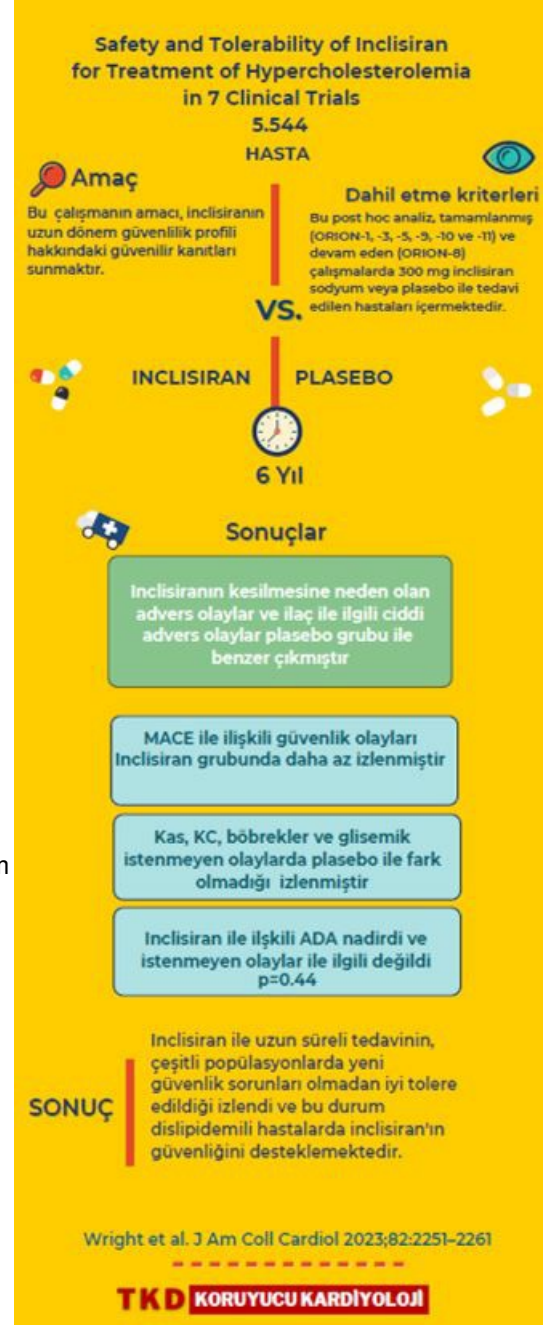 Safety and Tolerability of Inclisiran
for Treatment of Hypercholesterolemia
in 7 Clinical Trials
5.544
HASTA
Amaç
Bu çalışmanın amacı, inclisiranın
uzun dönem güvenlilik profili
hakkındaki güvenilir kanıtları
sunmaktır.
Dahil etme kriterleri
Bu post hoc analiz, tamamlanmış
(ORION-1, -3, -5, -9, -10 ve -11) ve
devam eden (ORION-8)
çalışmalarda 300 mg inclisiran
sodyum veya plasebo ile tedavi
edilen hastaları içermektedir.
VS.
INCLISIRAN
PLASEBO
6 Yıl
Sonuçlar
Inclisiranın kesilmesine neden olan
advers olaylar ve ilaç ile ilgili ciddi
advers olaylar plasebo grubu ile
benzer çıkmıştır
MACE ile ilişkili güvenlik olayları
Inclisiran grubunda daha az izlenmiştir
Kas, KC, böbrekler ve glisemik
istenmeyen olaylarda plasebo ile fark
olmadığı izlenmiştir
Inclisiran ile ilşkili ADA nadirdi ve
istenmeyen olaylar ile ilgili değildi
p=0.44
SONUÇ
Inclisiran ile uzun süreli tedavinin,
çeşitli popülasyonlarda yeni
güvenlik sorunları olmadan iyi tolere
edildiği izlendi ve bu durum
dislipidemili hastalarda inclisiran'ın
güvenliğini desteklemektedir.
Wright et al. J Am Coll Cardiol 2023;82:2251–2261
TKD KORUYUCU KARDİYOLOJİ